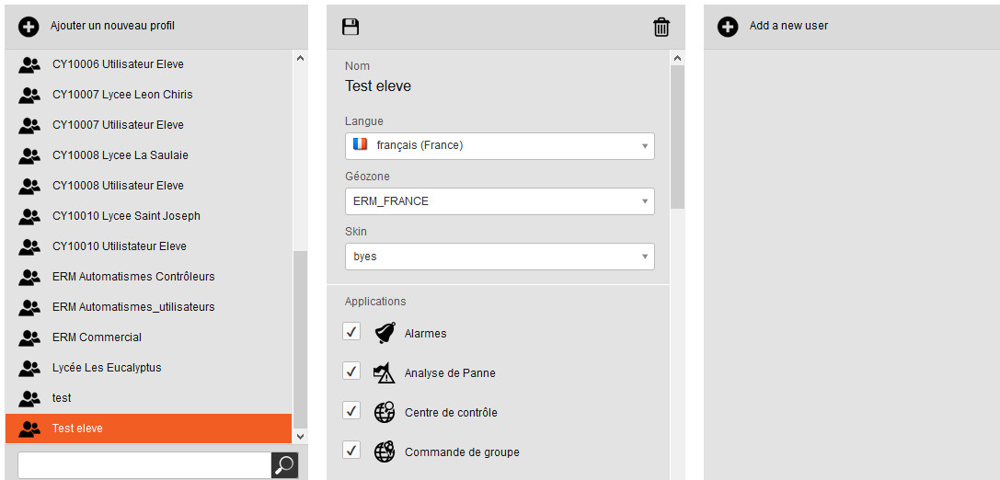 Ajouter un nouveau profil
CY10006 Utilisateur Eleve
CY10007 Lycee Leon Chiris
CY10007 Utilisateur Eleve
CY10008 Lycee La Saulaie
CY10008 Utilisateur Eleve
CY10010 Lycee Saint Joseph
CY10010 Utilistateur Eleve
ERM Automatismes Contrôleurs
ERM Automatismes_utilisateurs
ERM Commercial
Lycée Les Eucalyptus
test
Test eleve
Nom
Test eleve
Langue
français (France)
Géozone
ERM_FRANCE
Skin
byes
Applications
Alarmes
Analyse de Panne
Centre de contrôle
Commande de groupe
Add a new user